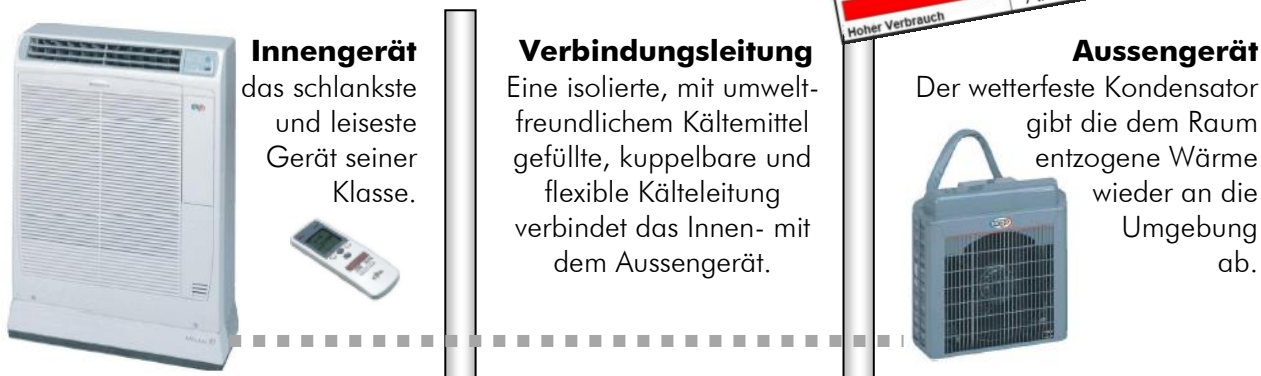 Hoher Verbrauch
Innengerät
das schlankste
und leiseste
Gerät seiner
Klasse.
Verbindungsleitung
Eine isolierte, mit umwelt-
freundlichem Kältemittel
gefüllte, kuppelbare und
flexible Kälteleitung
verbindet das Innen- mit
dem Aussengerät.
Aussengerät
Der wetterfeste Kondensator
gibt die dem Raum
entzogene Wärme
wieder an die
Umgebung
ab.